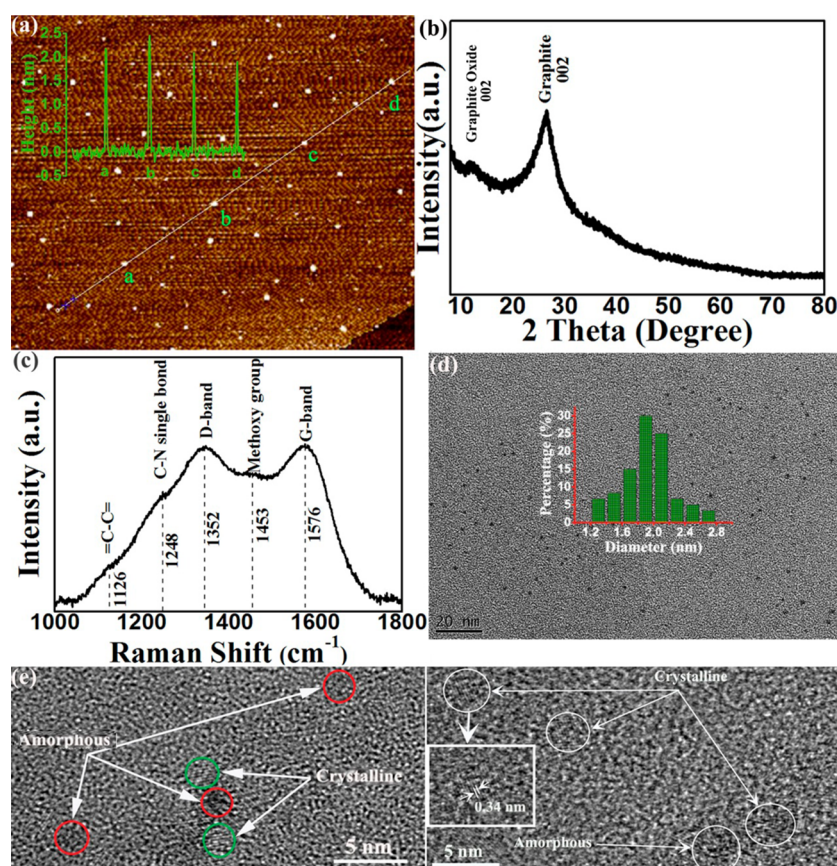 (a)
Height (nm)
2.5
2.0
1.5
1.0
0.5
0.0
-0.5
a b c d
a
b
c
d
(b)
Intensity(a.u.)
Graphite Oxide
002
Graphite
002
10 20 30 40 50 60 70 80
2 Theta (Degree)
(c)
Intensity (a.u.)
=C-C=
1126
C-N single bond
1248
D-band
1352
Methoxy group
1453
G-band
1576
1000 1200 1400 1600 1800
Raman Shift (cm⁻¹)
(d)
Percentage (%)
30
25
20
15
10
5
0
1.2 1.6 2.0 2.4 2.8
Diameter (nm)
20 nm
(e)
Amorphous
Crystalline
5 nm
Crystalline
0.34 nm
Amorphous
5 nm